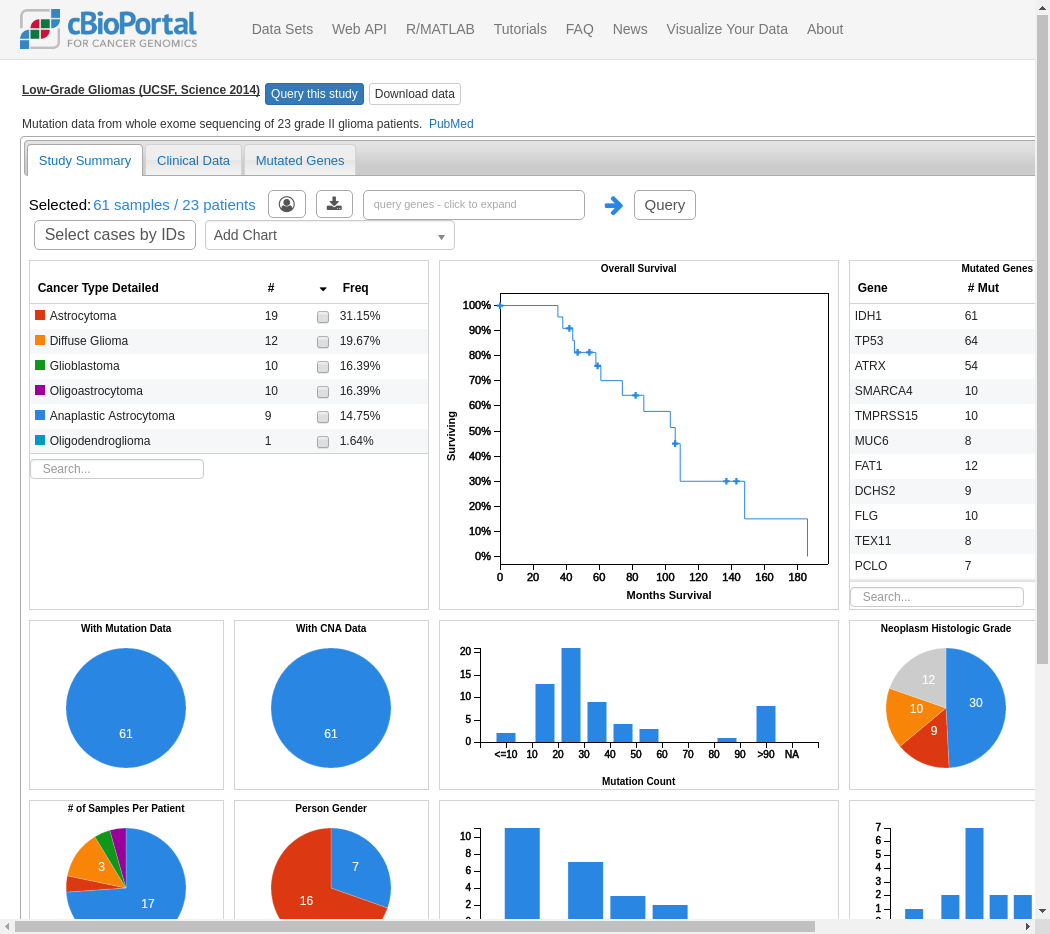 cBioPortal
FOR CANCER GENOMICS
Data Sets Web API R/MATLAB Tutorials FAQ News Visualize Your Data About
Low-Grade Gliomas (UCSF, Science 2014) Query this study Download data
Mutation data from whole exome sequencing of 23 grade II glioma patients. PubMed
Study Summary Clinical Data Mutated Genes
Selected: 61 samples / 23 patients query genes - click to expand Query
Select cases by IDs Add Chart
Cancer Type Detailed # Freq
Astrocytoma 19 31.15%
Diffuse Glioma 12 19.67%
Glioblastoma 10 16.39%
Oligoastrocytoma 10 16.39%
Anaplastic Astrocytoma 9 14.75%
Oligodendroglioma 1 1.64%
Search...
Overall Survival
100%
90%
80%
70%
60%
50%
40%
30%
20%
10%
0%
Surviving
0 20 40 60 80 100 120 140 160 180
Months Survival
Mutated Genes
Gene # Mut
IDH1 61
TP53 64
ATRX 54
SMARCA4 10
TMPRSS15 10
MUC6 8
FAT1 12
DCHS2 9
FLG 10
TEX11 8
PCLO 7
Search...
With Mutation Data
61
With CNA Data
61
20
15
10
5
0
<=10 10 20 30 40 50 60 70 80 90 >90 NA
Mutation Count
Neoplasm Histologic Grade
12
30
10
9
# of Samples Per Patient
3
17
Person Gender
7
16
10
8
6
4
2
7
6
5
4
3
2
1